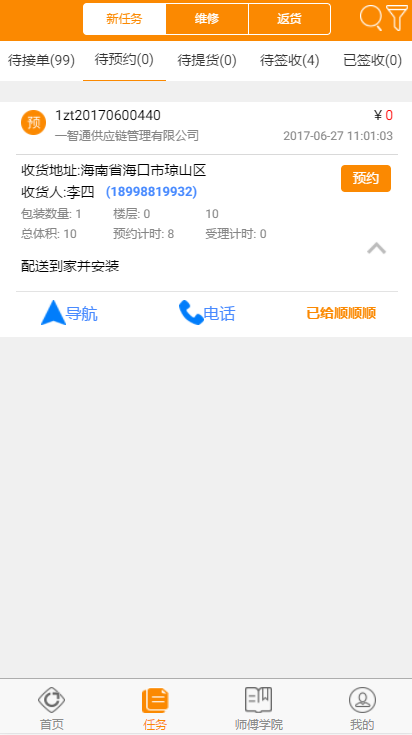 新任务 维修 返货
待接单(99) 待预约(0) 待提货(0) 待签收(4) 已签收(0)
预 1zt20170600440 ¥ 0
一智通供应链管理有限公司 2017-06-27 11:01:03
收货地址:海南省海口市琼山区 预约
收货人:李四 (18998819932)
包装数量: 1 楼层: 0 10
总体积: 10 预约计时: 8 受理计时: 0
配送到家并安装
导航 电话 已给顺顺顺
首页 任务 师傅学院 我的